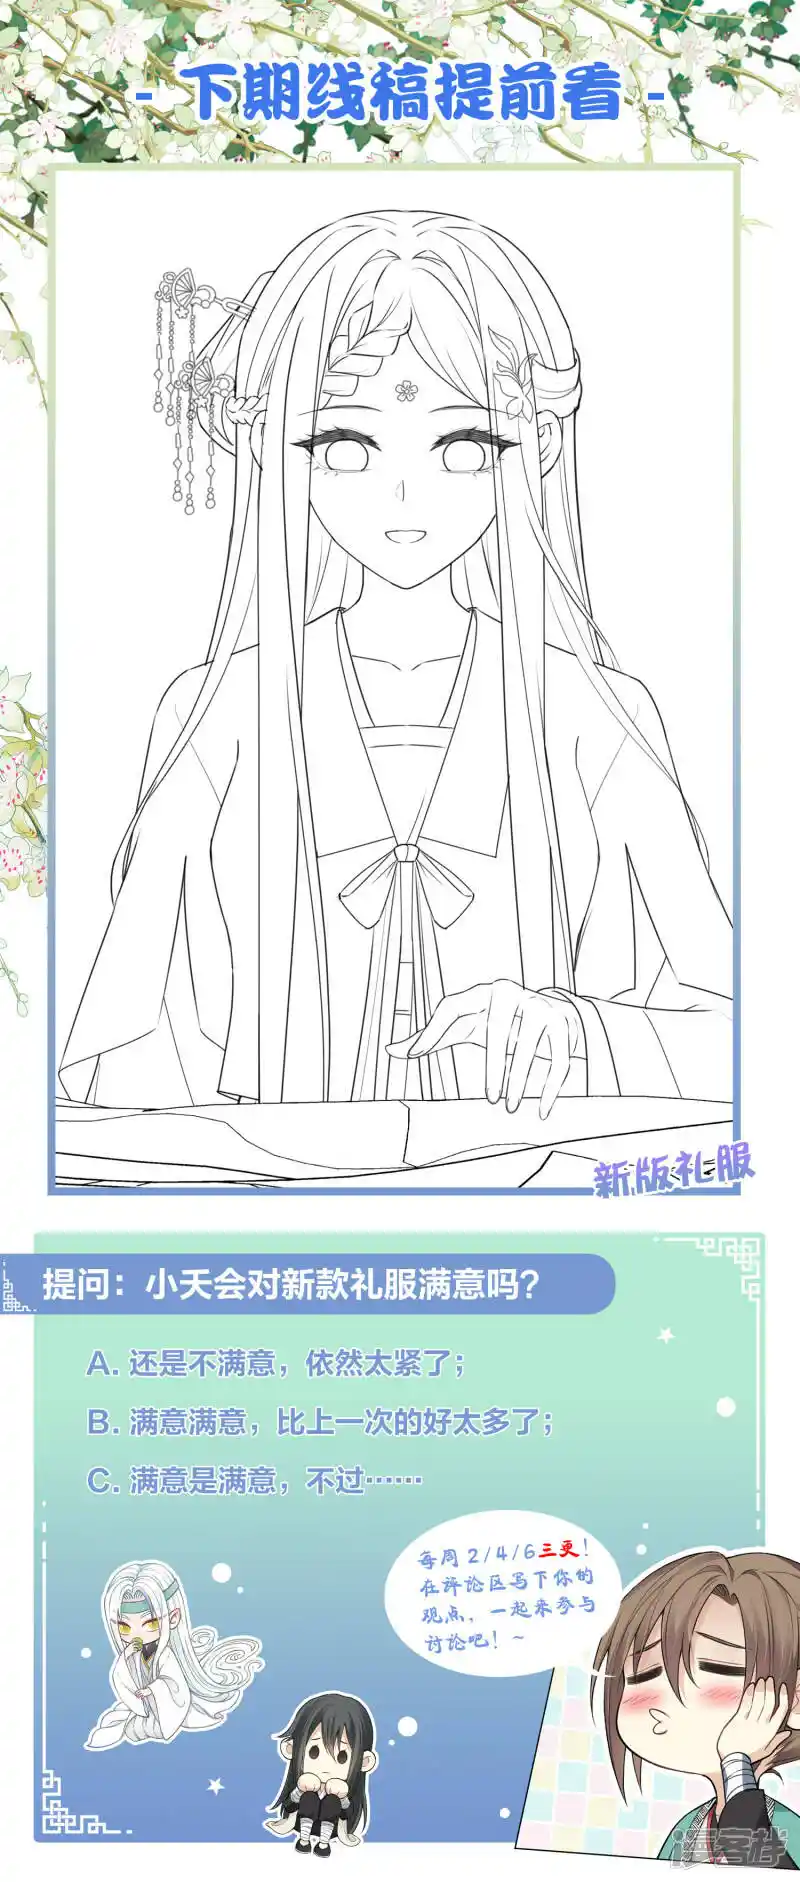 - 下期线稿提前看 -
新版礼服
提问：小天会对新款礼服满意吗？
A. 还是不满意，依然太紧了；
B. 满意满意，比上一次的好太多了；
C. 满意是满意，不过……
每周 2/4/6三更！
在评论区写下你的
观点，一起来参与
讨论吧！~
漫客栈